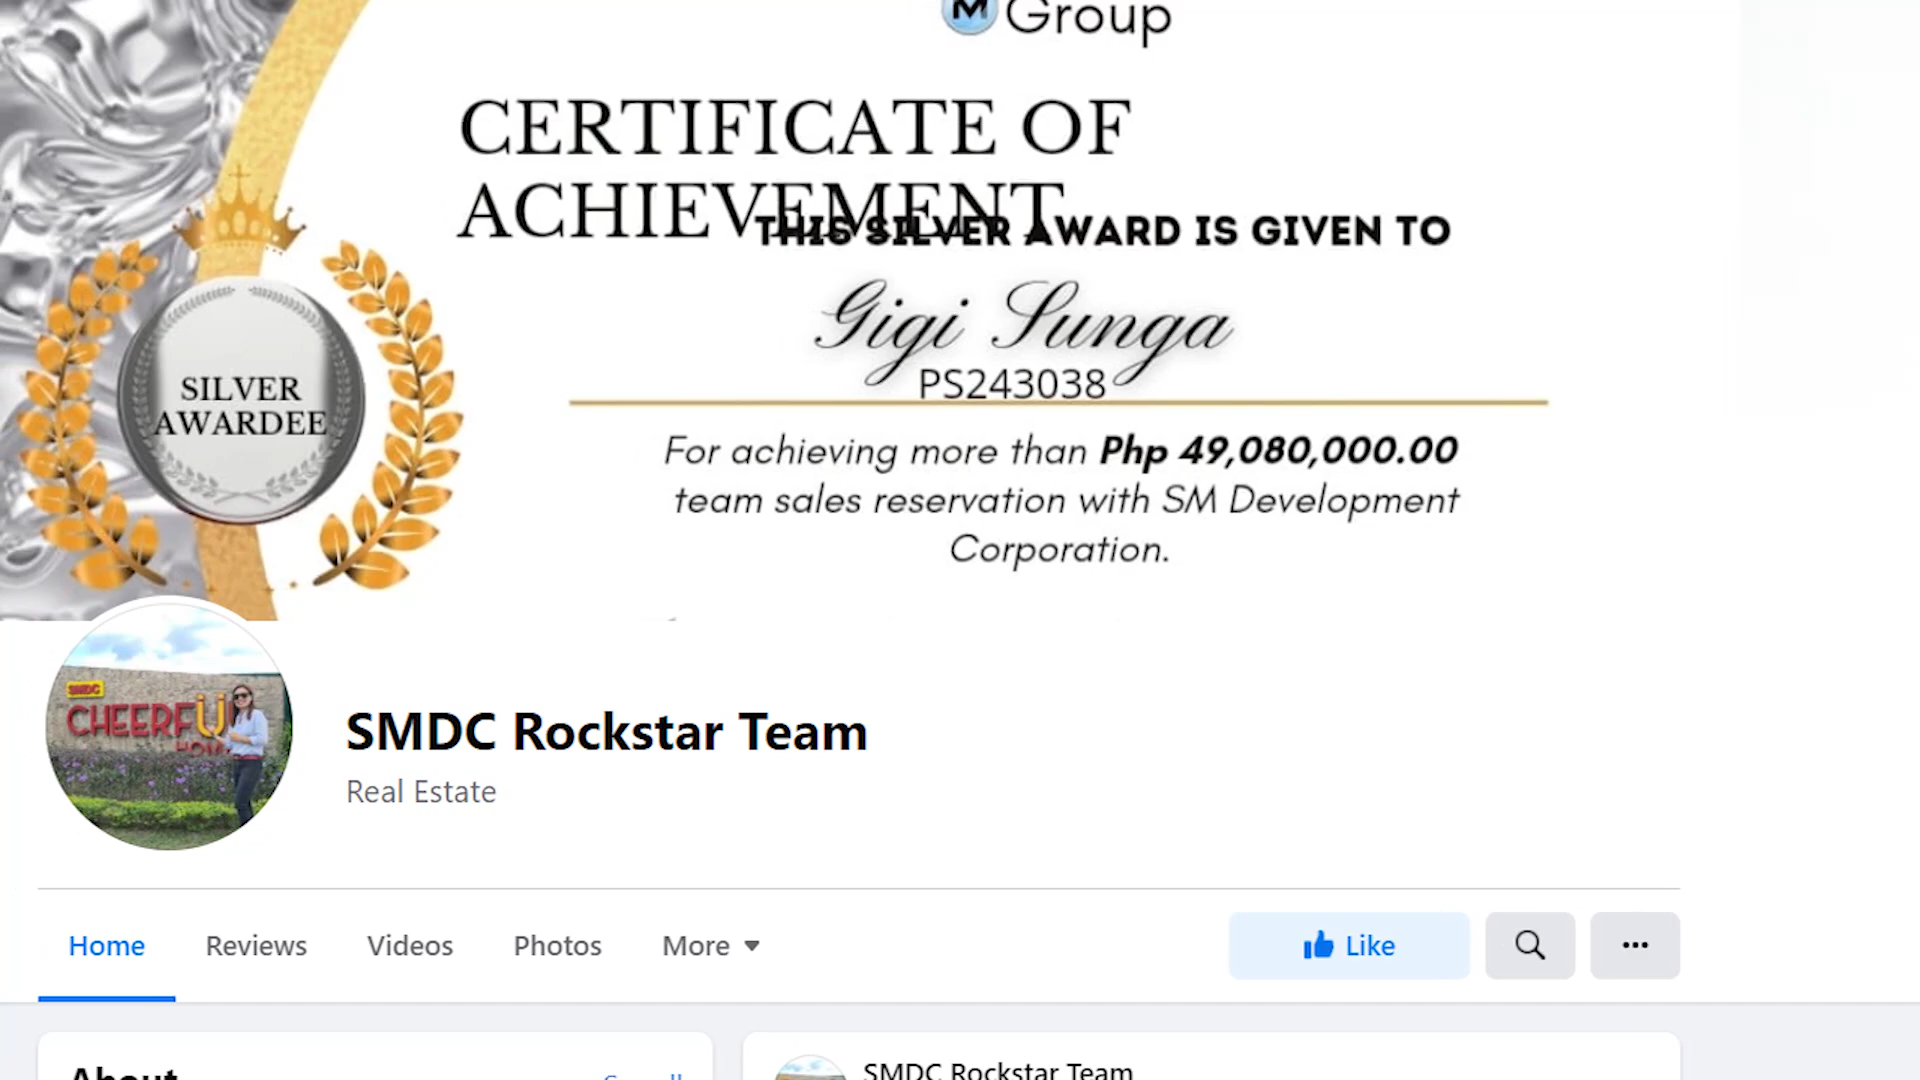 M Group
CERTIFICATE OF
ACHIEVEMENT
THIS SILVER AWARD IS GIVEN TO
Gigi Sunga
PS243038
SILVER
AWARDEE
For achieving more than Php 49,080,000.00
team sales reservation with SM Development
Corporation.
SMDC
CHEERFU
HOM
SMDC Rockstar Team
Real Estate
Home Reviews Videos Photos More Like
About
SMDC Rockstar Team